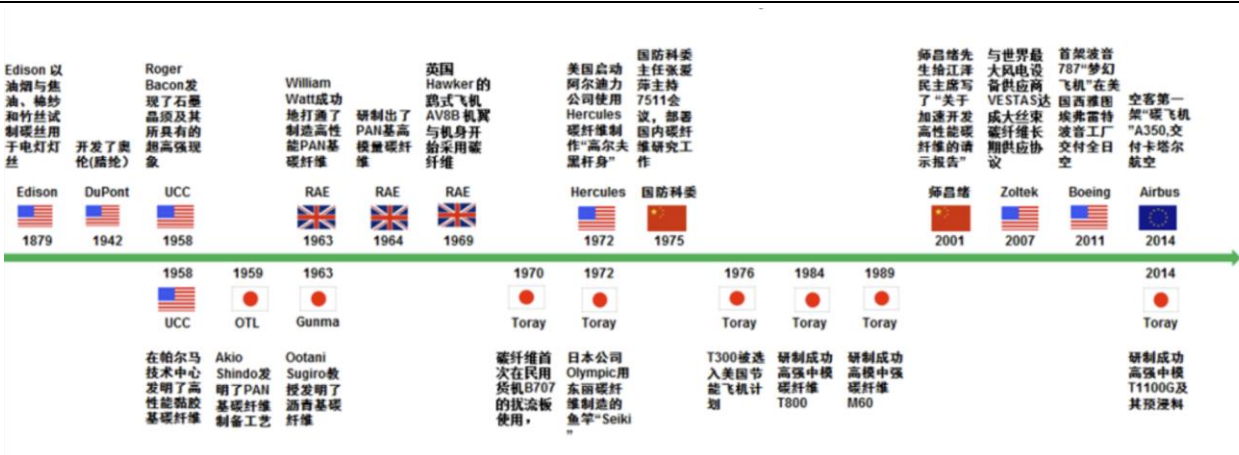 Edison 以
油烟与焦
油、棉纱
和竹丝试
制碳丝用
于电灯灯
丝
Edison
1879
开发了奥
伦(腈纶）
DuPont
1942
Roger
Bacon发
现了石墨
晶须及其
所具有的
超高强现
象
UCC
1958
William
Watt成功
地打通了
制造高性
能PAN基
碳纤维
RAE
1963
研制出了
PAN基高
模量碳纤
维
RAE
1964
英国
Hawker的
鹞式飞机
AV8B 机翼
与机身开
始采用碳
纤维
RAE
1969
美国启动
阿尔迪力
公司使用
Hercules
碳纤维制
作“高尔夫
黑杆身”
Hercules
1972
国防科委
主任张爱
萍主持
7511会
议，部署
国内碳纤
维研究工
作
国防科委
1975
师昌绪先
生给江泽
民主席写
了“关于
加速开发
高性能碳
纤维的请
示报告”
师昌绪
2001
与世界最
大风电设
备供应商
VESTAS达
成大丝束
碳纤维长
期供应协
议
Zoltek
2007
首架波音
787“梦幻
飞机”在美
国西雅图
埃弗雷特
波音工厂
交付全日
空
Boeing
2011
空客第一
架“碳飞机
”A350,交
付卡塔尔
航空
Airbus
2014
1958
UCC
在帕尔马
技术中心
发明了高
性能黏胶
基碳纤维
1959
OTL
Akio
Shindo发
明了PAN
基碳纤维
制备工艺
1963
Gunma
Ootani
Sugiro教
授发明了
沥青基碳
纤维
1970
Toray
碳纤维首
次在民用
货机B707
的扰流板
使用，
1972
Toray
日本公司
Olympic用
东丽碳纤
维制造的
鱼竿“Seiki
”
1976
Toray
T300被选
入美国节
能飞机计
划
1984
Toray
研制成功
高强中模
碳纤维
T800
1989
Toray
研制成功
高模中强
碳纤维
M60
2014
Toray
研制成功
高强中模
T1100G及
其预浸料